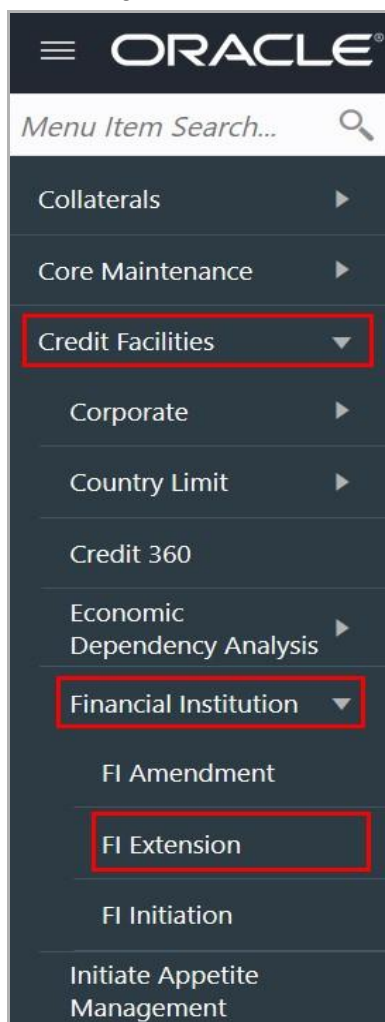 ORACLE®
Menu Item Search...
Collaterals
Core Maintenance
Credit Facilities
Corporate
Country Limit
Credit 360
Economic
Dependency Analysis
Financial Institution
FI Amendment
FI Extension
FI Initiation
Initiate Appetite
Management